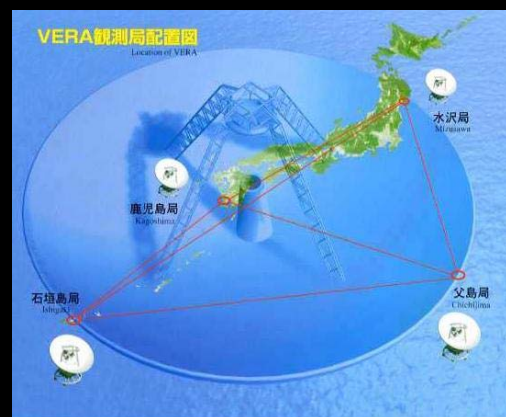 VERA観測局配置図
Location of VERA
水沢局
Mizusawa
鹿児島局
Kagoshima
石垣島局
Ishigaki
父島局
Chichijima